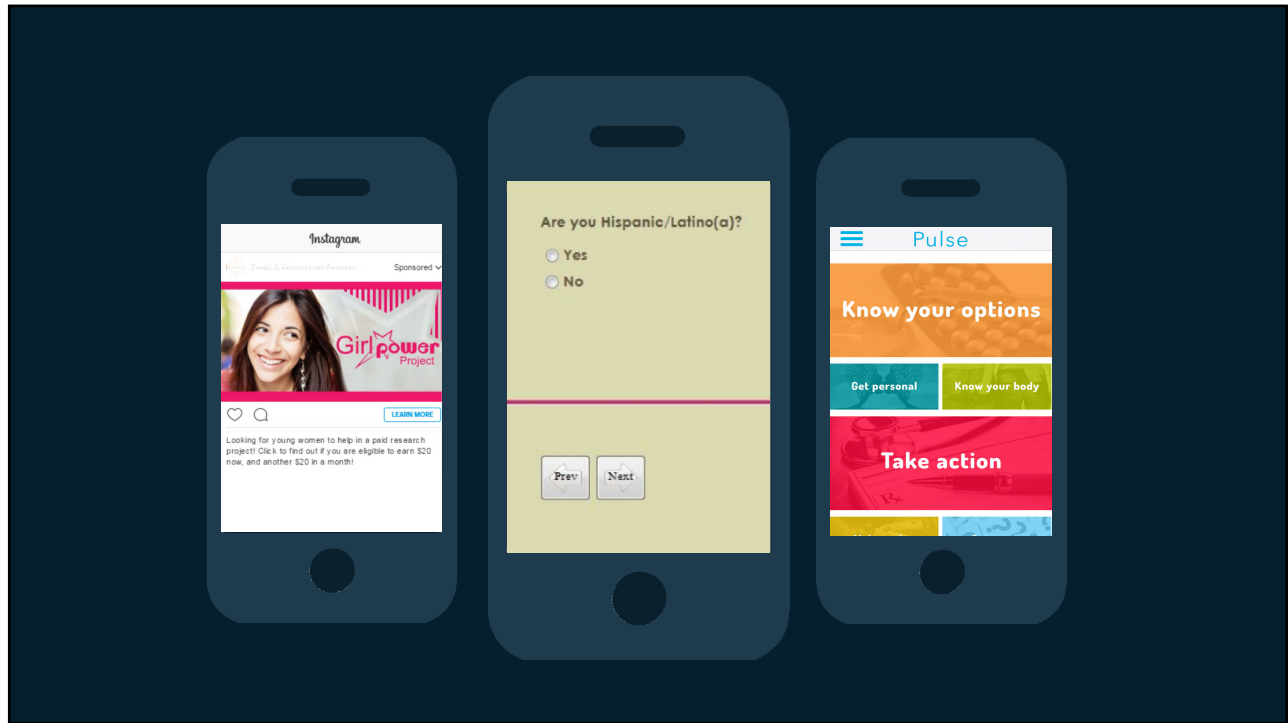 Instagram
Sponsored
Girlpower
Project
LEARN MORE
Looking for young women to help in a paid research
project! Click to find out if you are eligible to earn $20
now, and another $20 in a month!
Are you Hispanic/Latino(a)?
Yes
No
Prev Next
Pulse
Know your options
Get personal Know your body
Take action
Rx